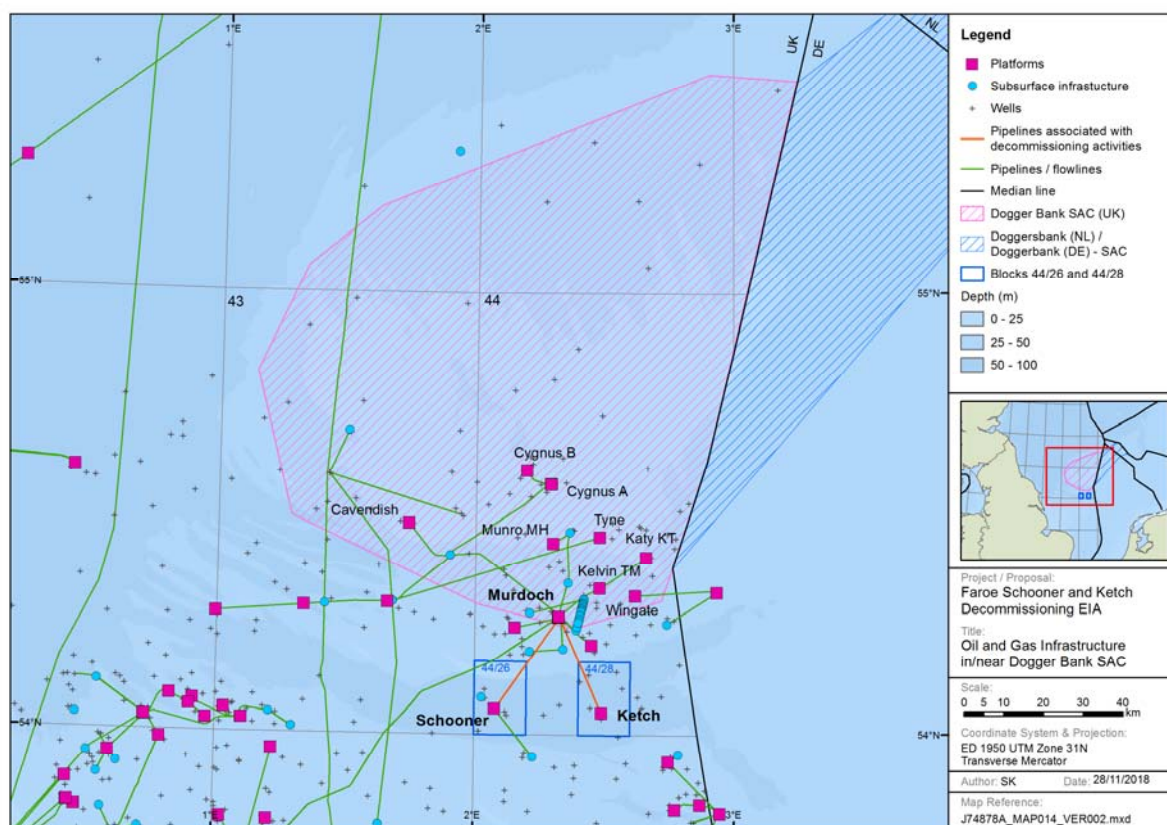 1°E
2°E
3°E
UK
DE
NL
55°N
55°N
43
44
Cygnus B
Cygnus A
Cavendish
Munro MH
Tyne
Katy KT
Kelvin TM
Murdoch
Wingate
44/26
44/28
Schooner
Ketch
54°N
54°N
1°E
2°E
3°E
Legend
Platforms
Subsurface infrastucture
Wells
Pipelines associated with
decommissioning activities
Pipelines / flowlines
Median line
Dogger Bank SAC (UK)
Doggersbank (NL) /
Doggerbank (DE) - SAC
Blocks 44/26 and 44/28
Depth (m)
0 - 25
25 - 50
50 - 100
Project / Proposal:
Faroe Schooner and Ketch
Decommissioning EIA
Title:
Oil and Gas Infrastructure
in/near Dogger Bank SAC
Scale:
0 5 10 20 30 40
km
Coordinate System & Projection:
ED 1950 UTM Zone 31N
Transverse Mercator
Author: SK Date: 28/11/2018
Map Reference:
J74878A_MAP014_VER002.mxd